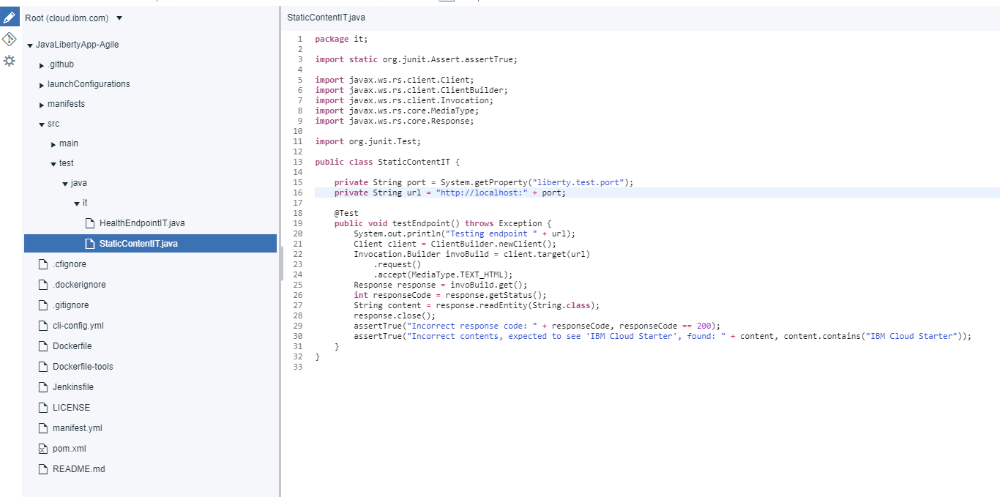 Root (cloud.ibm.com)
JavaLibertyApp-Agile
.github
launchConfigurations
manifests
src
main
test
java
it
HealthEndpointIT.java
StaticContentIT.java
.cfignore
.dockerignore
.gitignore
cli-config.yml
Dockerfile
Dockerfile-tools
Jenkinsfile
LICENSE
manifest.yml
pom.xml
README.md
StaticContentIT.java
1 package it;
2
3 import static org.junit.Assert.assertTrue;
4
5 import javax.ws.rs.client.Client;
6 import javax.ws.rs.client.ClientBuilder;
7 import javax.ws.rs.client.Invocation;
8 import javax.ws.rs.core.MediaType;
9 import javax.ws.rs.core.Response;
10
11 import org.junit.Test;
12
13 public class StaticContentIT {
14
15     private String port = System.getProperty("liberty.test.port");
16     private String url = "http://localhost:" + port;
17
18     @Test
19     public void testEndpoint() throws Exception {
20         System.out.println("Testing endpoint " + url);
21         Client client = ClientBuilder.newClient();
22         Invocation.Builder invoBuild = client.target(url)
23             .request()
24             .accept(MediaType.TEXT_HTML);
25         Response response = invoBuild.get();
26         int responseCode = response.getStatus();
27         String content = response.readEntity(String.class);
28         response.close();
29         assertTrue("Incorrect response code: " + responseCode, responseCode == 200);
30         assertTrue("Incorrect contents, expected to see 'IBM Cloud Starter', found: " + content, content.contains("IBM Cloud Starter"));
31     }
32 }
33